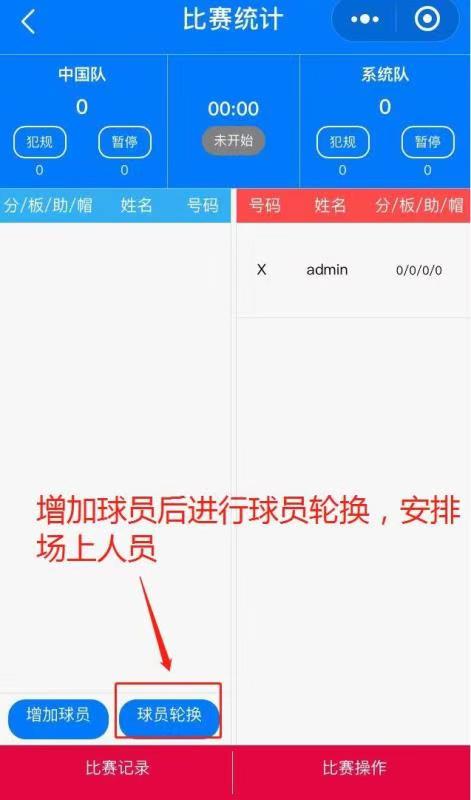 比赛统计
中国队
0
犯规
暂停
0
0
00:00
未开始
系统队
0
犯规
暂停
0
0
分/板/助/帽 姓名 号码
号码 姓名 分/板/助/帽
X admin 0/0/0/0
增加球员后进行球员轮换，安排
场上人员
增加球员
球员轮换
比赛记录
比赛操作